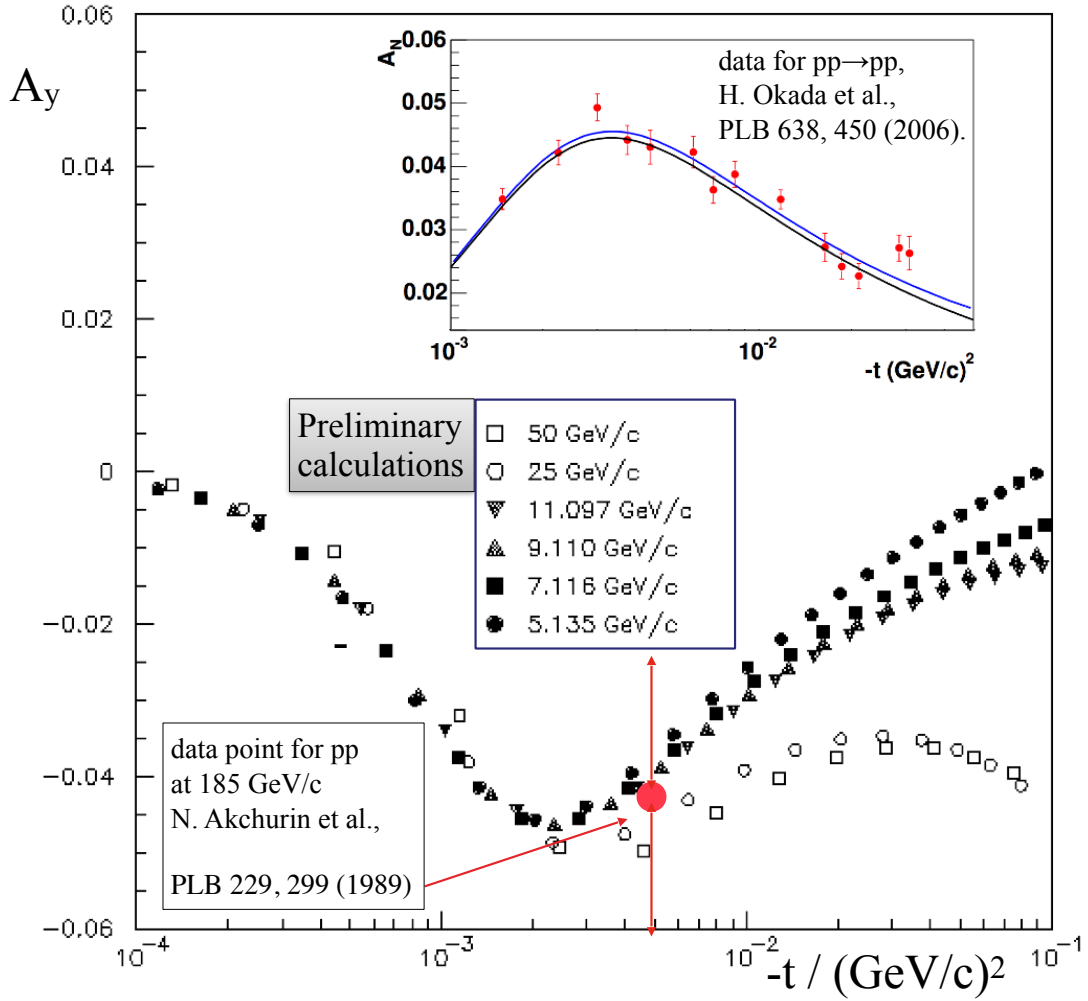 0.06
0.04
0.02
0
−0.02
−0.04
−0.06
A_y
A_N
0.06
0.05
0.04
0.03
0.02
data for pp→pp,
H. Okada et al.,
PLB 638, 450 (2006).
10⁻³
10⁻²
-t (GeV/c)²
Preliminary
calculations
50 GeV/c
25 GeV/c
11.097 GeV/c
9.110 GeV/c
7.116 GeV/c
5.135 GeV/c
data point for pp
at 185 GeV/c
N. Akchurin et al.,
PLB 229, 299 (1989)
10⁻⁴
10⁻³
10⁻²
10⁻¹
-t / (GeV/c)²